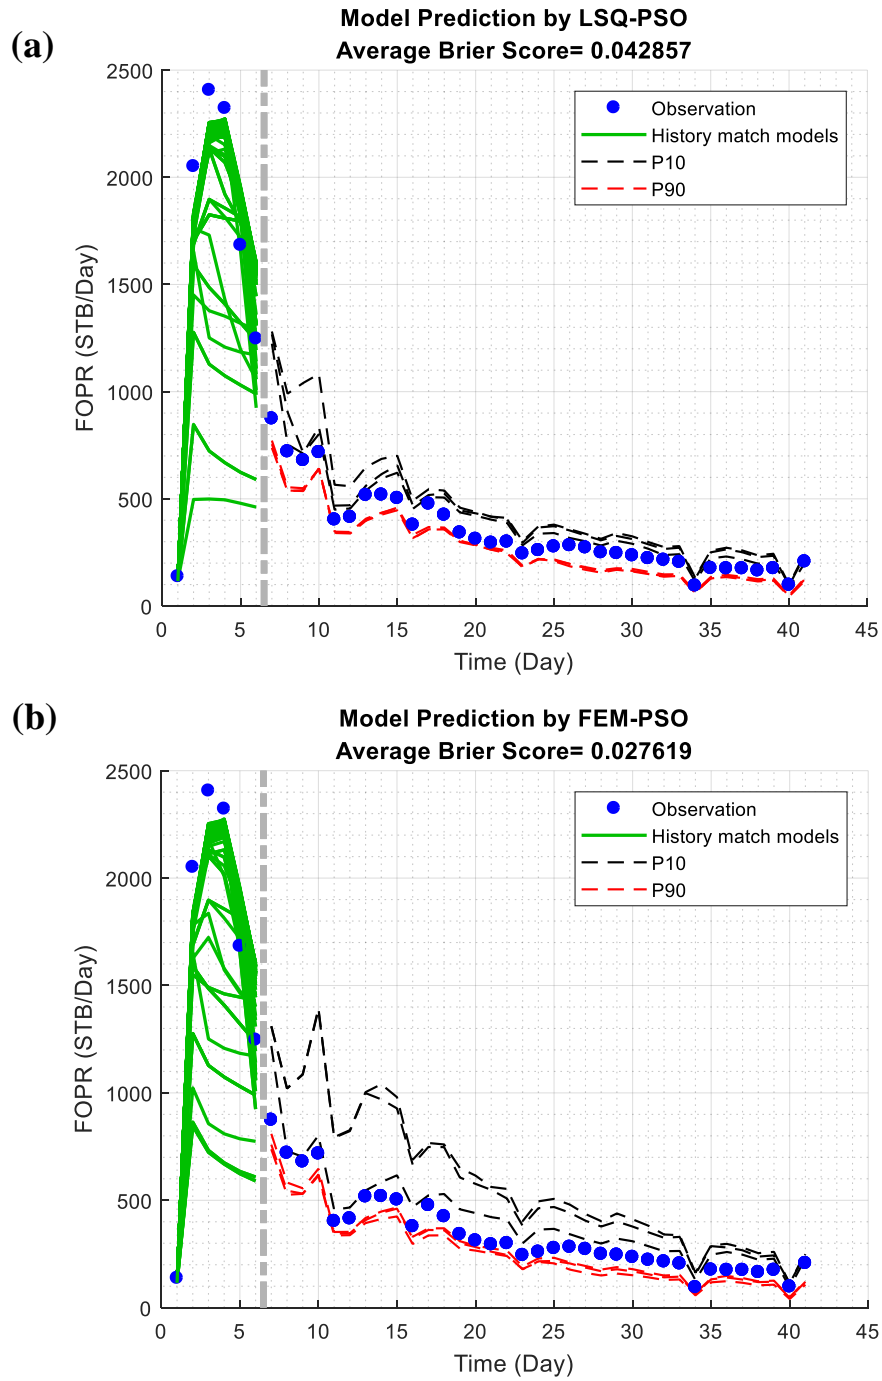 (a)
Model Prediction by LSQ-PSO
Average Brier Score= 0.042857
2500
2000
1500
1000
500
0
FOPR (STB/Day)
Observation
History match models
P10
P90
0 5 10 15 20 25 30 35 40 45
Time (Day)
(b)
Model Prediction by FEM-PSO
Average Brier Score= 0.027619
2500
2000
1500
1000
500
0
FOPR (STB/Day)
Observation
History match models
P10
P90
0 5 10 15 20 25 30 35 40 45
Time (Day)